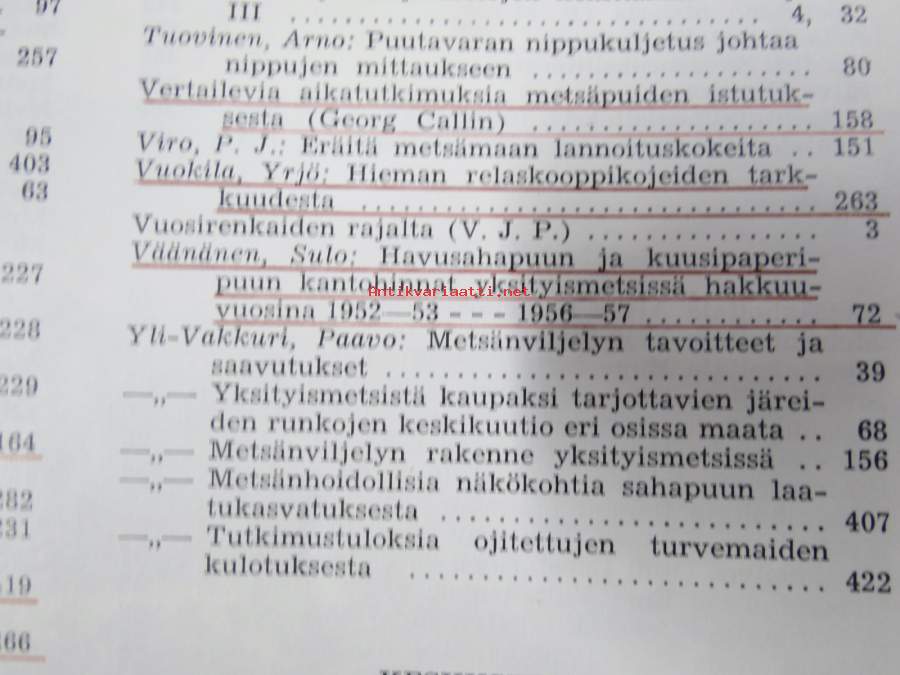 97
257
95
403
63
227
228
229
164
282
231
19
66
III .......... 4, 32
Tuovinen, Arno: Puutavaran nippukuljetus johtaa
nippujen mittaukseen .......... 80
Vertailevia aikatutkimuksia metsäpuiden istutuk-
sesta (Georg Callin) .......... 158
Viro, P. J.: Eräitä metsämaan lannoituskokeita .. 151
Vuokila, Yrjö: Hieman relaskooppikojeiden tark-
kuudesta .......... 263
Vuosirenkaiden rajalta (V. J. P.) .......... 3
Väänänen, Sulo: Havusahapuun ja kuusipaperi-
puun kantohinnat yksityismetsissä hakkuu-
vuosina 1952—53 - - - 1956—57 .......... 72
Yli-Vakkuri, Paavo: Metsänviljelyn tavoitteet ja
saavutukset .......... 39
—„— Yksityismetsistä kaupaksi tarjottavien järei-
den runkojen keskikuutio eri osissa maata .. 68
—„— Metsänviljelyn rakenne yksityismetsissä .. 156
—„— Metsänhoidollisia näkökohtia sahapuun laa-
tukasvatuksesta .......... 407
—„— Tutkimustuloksia ojitettujen turvemaiden
kulotuksesta .......... 422
Antikvariaatti.net